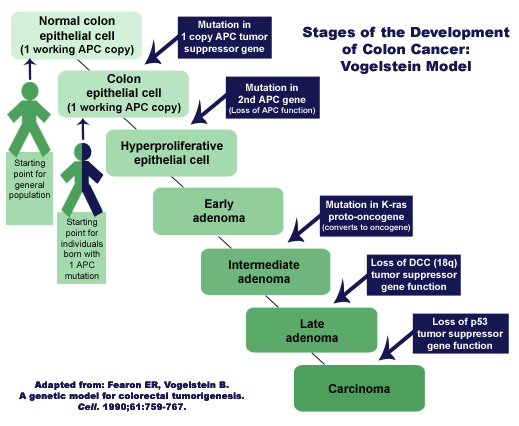 Stages of the Development
of Colon Cancer:
Vogelstein Model
Normal colon
epithelial cell
(1 working APC copy)
Mutation in
1 copy APC tumor
suppressor gene
Colon
epithelial cell
(1 working APC copy)
Mutation in
2nd APC gene
(Loss of APC function)
Hyperproliferative
epithelial cell
Starting
point for
general
population
Starting
point for
individuals
born with
1 APC
mutation
Early
adenoma
Mutation in K-ras
proto-oncogene
(converts to oncogene)
Intermediate
adenoma
Loss of DCC (18q)
tumor suppressor
gene function
Late
adenoma
Loss of p53
tumor suppressor
gene function
Carcinoma
Adapted from: Fearon ER, Vogelstein B.
A genetic model for colorectal tumorigenesis.
Cell. 1990;61:759-767.